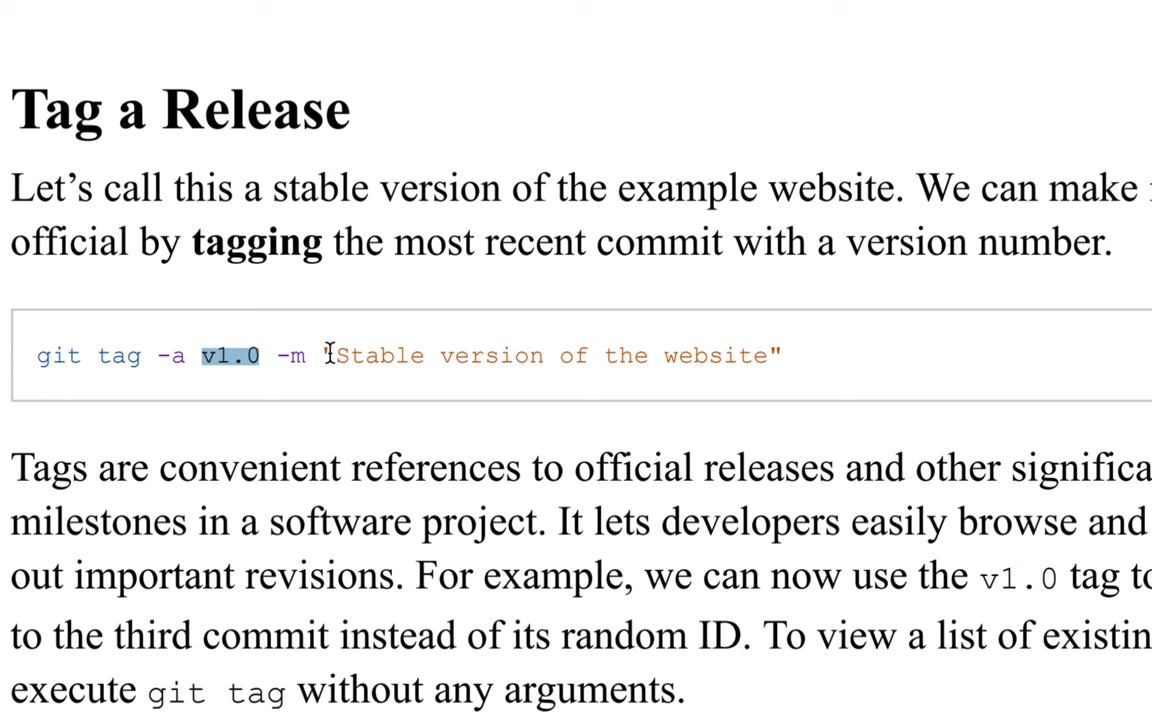 Tag a Release
Let’s call this a stable version of the example website. We can make
official by tagging the most recent commit with a version number.
git tag -a v1.0 -m "Stable version of the website"
Tags are convenient references to official releases and other significa
milestones in a software project. It lets developers easily browse and
out important revisions. For example, we can now use the v1.0 tag to
to the third commit instead of its random ID. To view a list of existin
execute git tag without any arguments.